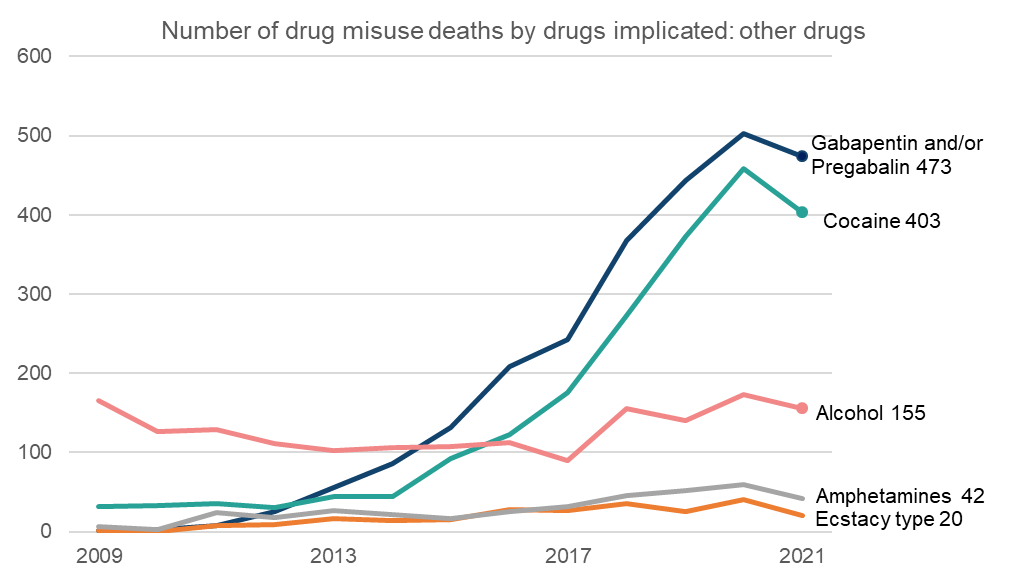 Number of drug misuse deaths by drugs implicated: other drugs
600
500
400
300
200
100
0
Gabapentin and/or
Pregabalin 473
Cocaine 403
Alcohol 155
Amphetamines 42
Ecstacy type 20
2009
2013
2017
2021